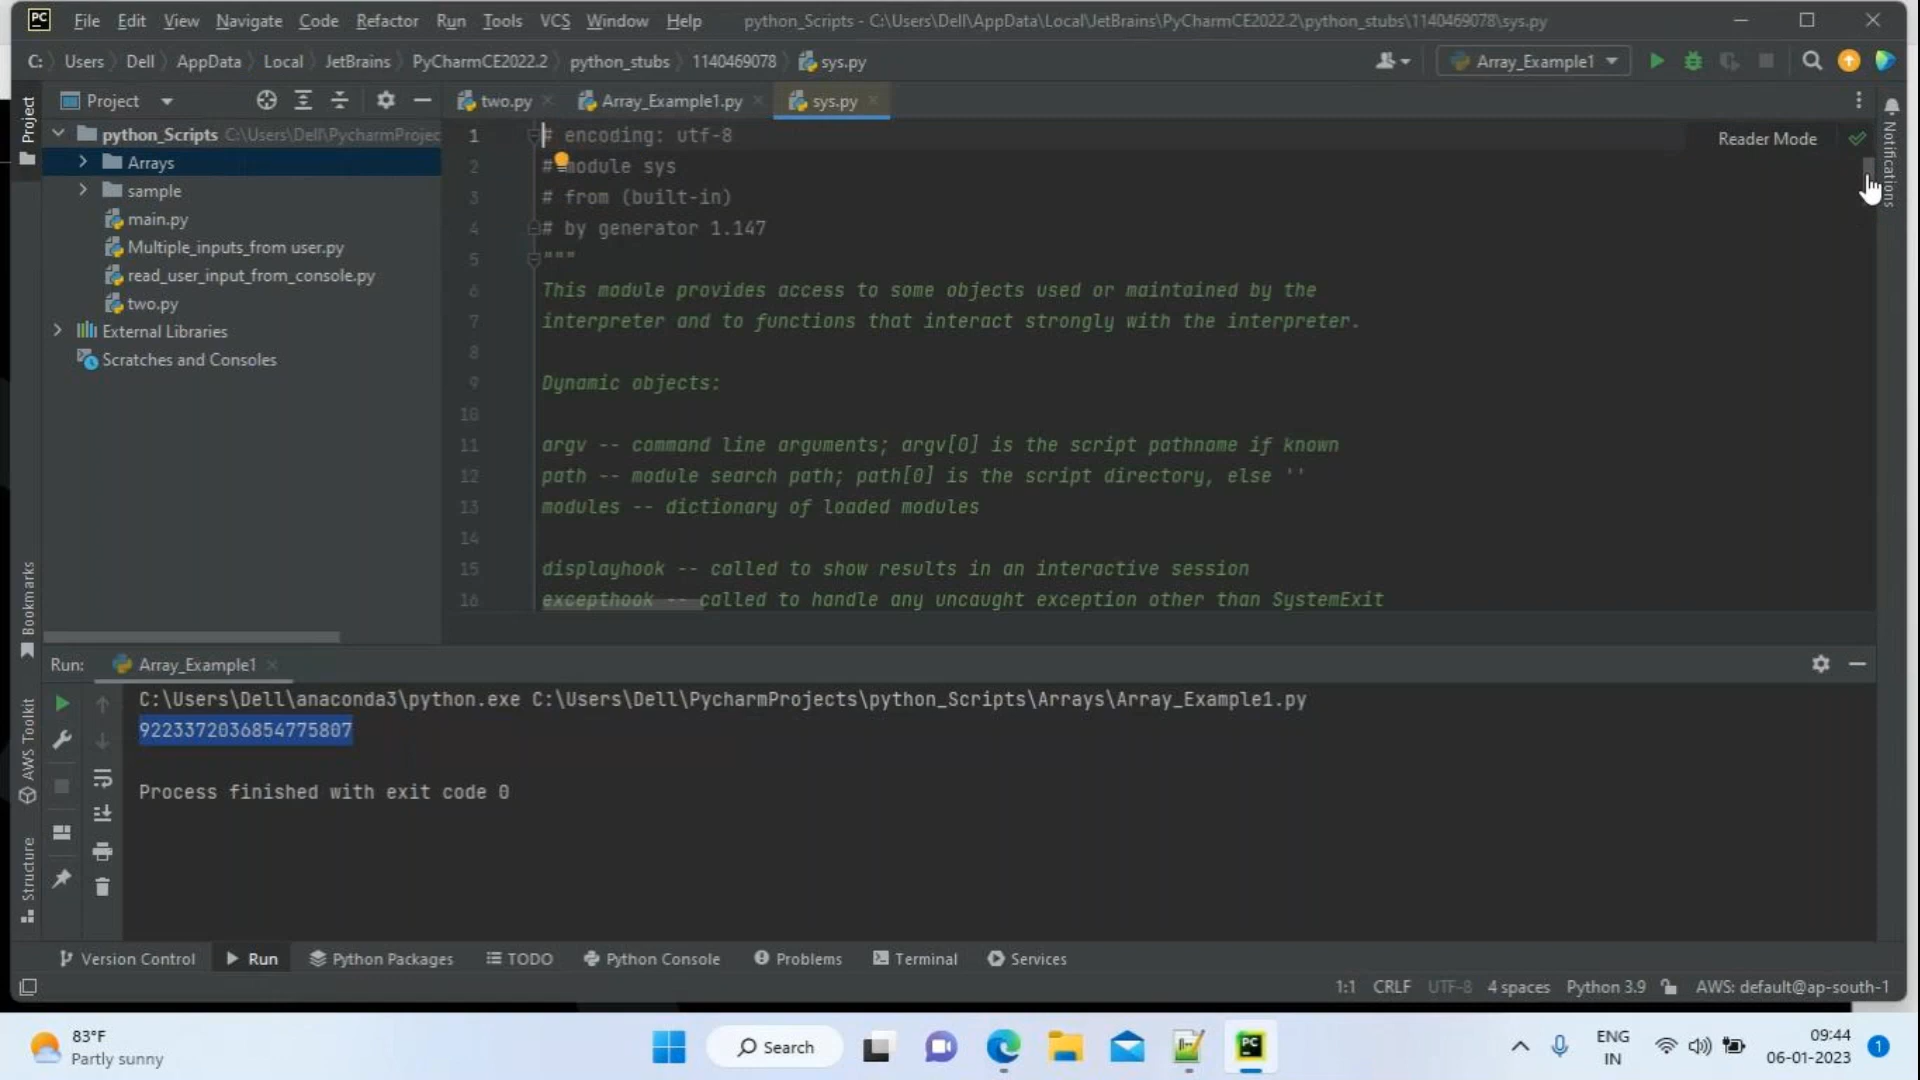 PC File Edit View Navigate Code Refactor Run Tools VCS Window Help python_Scripts - C:\Users\Dell\AppData\Local\JetBrains\PyCharmCE2022.2\python_stubs\1140469078\sys.py
C: Users Dell AppData Local JetBrains PyCharmCE2022.2 python_stubs 1140469078 sys.py Array_Example1
Project
Project
two.py Array_Example1.py sys.py
python_Scripts C:\Users\Dell\PycharmProjec
Arrays
sample
main.py
Multiple_inputs_from user.py
read_user_input_from_console.py
two.py
External Libraries
Scratches and Consoles
1 # encoding: utf-8
2 # module sys
3 # from (built-in)
4 # by generator 1.147
5 """
6 This module provides access to some objects used or maintained by the
7 interpreter and to functions that interact strongly with the interpreter.
8
9 Dynamic objects:
10
11 argv -- command line arguments; argv[0] is the script pathname if known
12 path -- module search path; path[0] is the script directory, else ''
13 modules -- dictionary of loaded modules
14
15 displayhook -- called to show results in an interactive session
16 excepthook -- called to handle any uncaught exception other than SystemExit
Reader Mode
Notifications
Bookmarks
AWS Toolkit
Structure
Run: Array_Example1
C:\Users\Dell\anaconda3\python.exe C:\Users\Dell\PycharmProjects\python_Scripts\Arrays\Array_Example1.py
9223372036854775807
Process finished with exit code 0
Version Control Run Python Packages TODO Python Console Problems Terminal Services
1:1 CRLF UTF-8 4 spaces Python 3.9 AWS: default@ap-south-1
83°F
Partly sunny
Search
PC
ENG
IN
09:44
06-01-2023
1